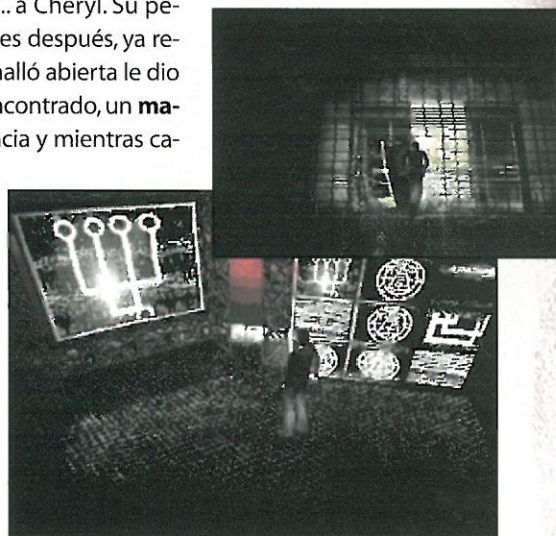 .. a Cheryl. Su pe-
es después, ya re-
halló abierta le dio
ncontrado, un ma-
cia y mientras ca-